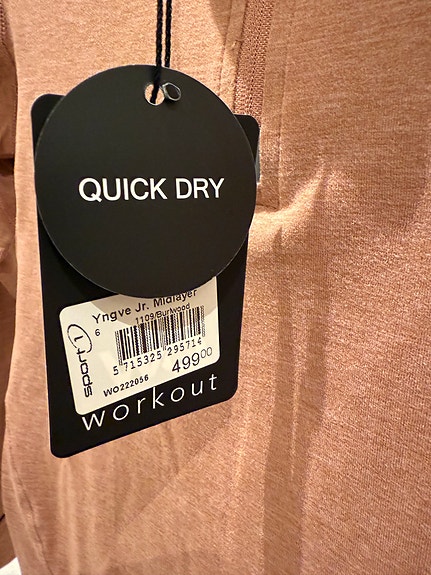 QUICK DRY
Yngve Jr. Midlayer
6 1109/Burlwood
sport 1
5 715325 295714
499.00
WO222056
workout